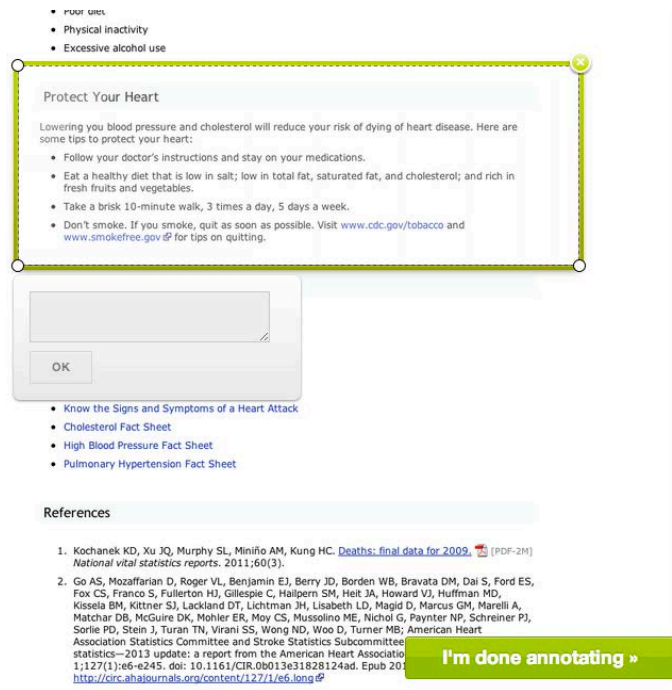 Poor diet
Physical inactivity
Excessive alcohol use
Protect Your Heart
Lowering you blood pressure and cholesterol will reduce your risk of dying of heart disease. Here are
some tips to protect your heart:
Follow your doctor's instructions and stay on your medications.
Eat a healthy diet that is low in salt; low in total fat, saturated fat, and cholesterol; and rich in
fresh fruits and vegetables.
Take a brisk 10-minute walk, 3 times a day, 5 days a week.
Don't smoke. If you smoke, quit as soon as possible. Visit www.cdc.gov/tobacco and
www.smokefree.gov for tips on quitting.
OK
Know the Signs and Symptoms of a Heart Attack
Cholesterol Fact Sheet
High Blood Pressure Fact Sheet
Pulmonary Hypertension Fact Sheet
References
1. Kochanek KD, Xu JQ, Murphy SL, Miniño AM, Kung HC. Deaths: final data for 2009. [PDF-2M]
National vital statistics reports. 2011;60(3).
2. Go AS, Mozaffarian D, Roger VL, Benjamin EJ, Berry JD, Borden WB, Bravata DM, Dai S, Ford ES,
Fox CS, Franco S, Fullerton HJ, Gillespie C, Hailpern SM, Heit JA, Howard VJ, Huffman MD,
Kissela BM, Kittner SJ, Lackland DT, Lichtman JH, Lisabeth LD, Magid D, Marcus GM, Marelli A,
Matchar DB, McGuire DK, Mohler ER, Moy CS, Mussolino ME, Nichol G, Paynter NP, Schreiner PJ,
Sorlie PD, Stein J, Turan TN, Virani SS, Wong ND, Woo D, Turner MB; American Heart
Association Statistics Committee and Stroke Statistics Subcommittee
statistics—2013 update: a report from the American Heart Associatio
1;127(1):e6-e245. doi: 10.1161/CIR.0b013e31828124ad. Epub 201
http://circ.ahajournals.org/content/127/1/e6.long
I'm done annotating »